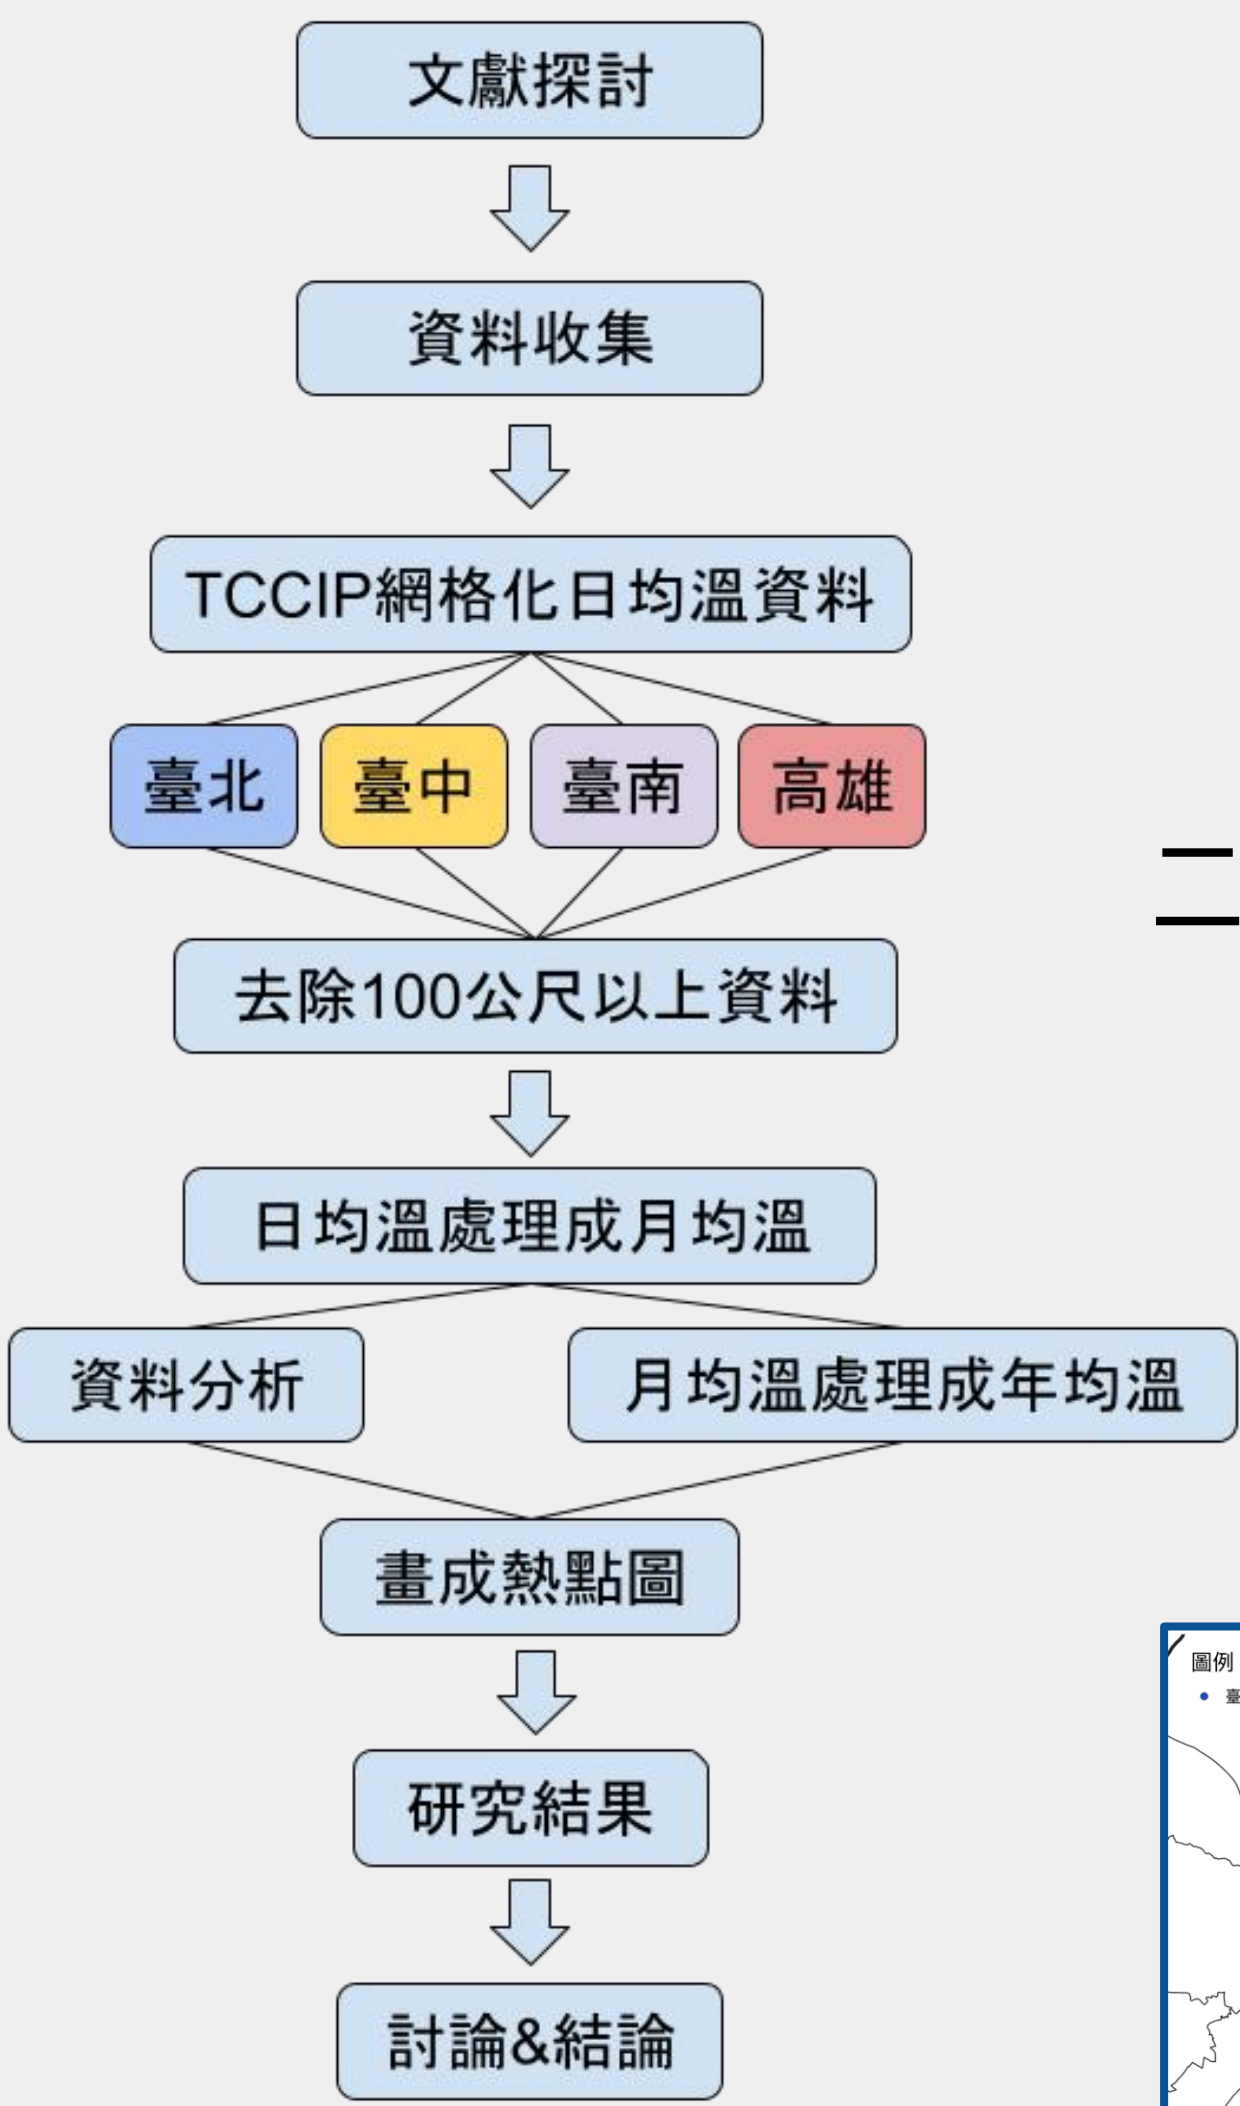 文獻探討
資料收集
TCCIP網格化日均溫資料
臺北
臺中
臺南
高雄
去除100公尺以上資料
日均溫處理成月均溫
資料分析
月均溫處理成年均溫
畫成熱點圖
圖例
研究結果
討論&結論